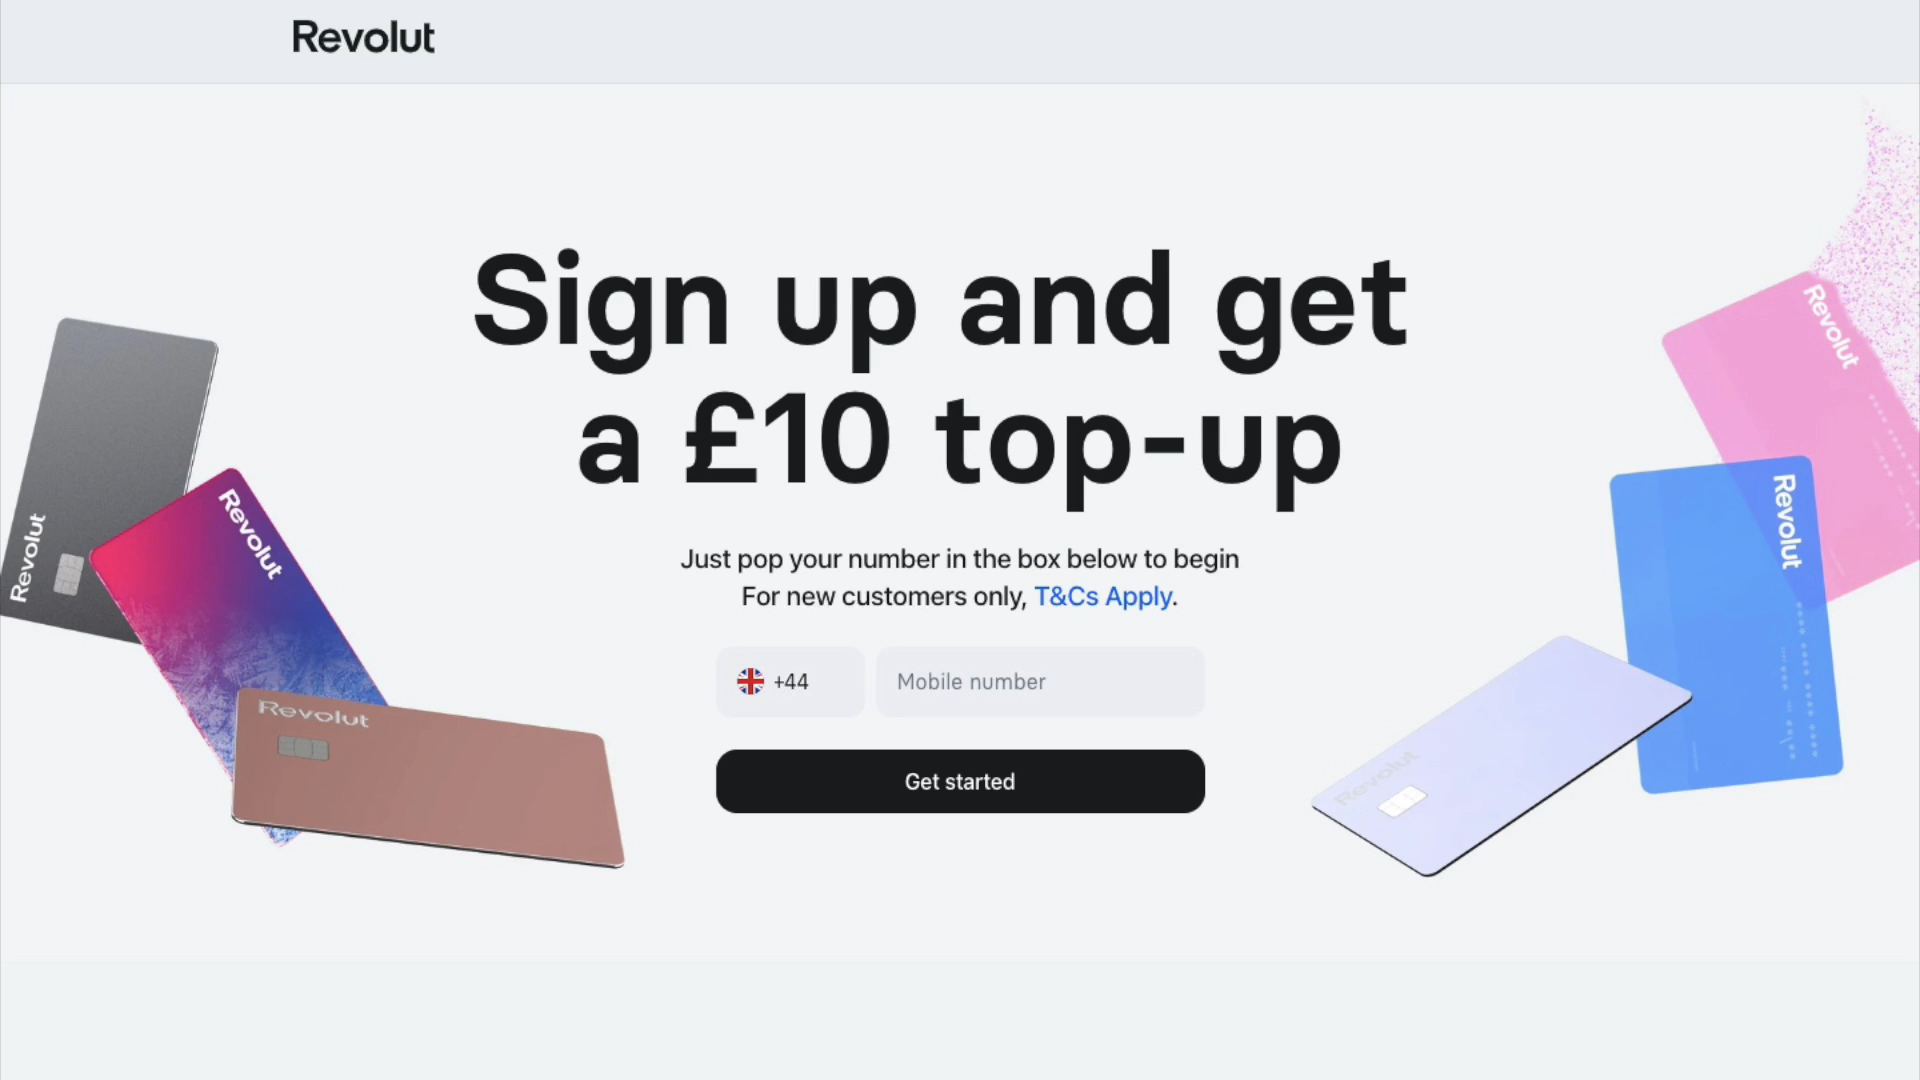 Revolut
Sign up and get
a £10 top-up
Just pop your number in the box below to begin
For new customers only, T&Cs Apply.
+44
Mobile number
Get started
Revolut
Revolut
Revolut
Revolut
Revolut
Revolut